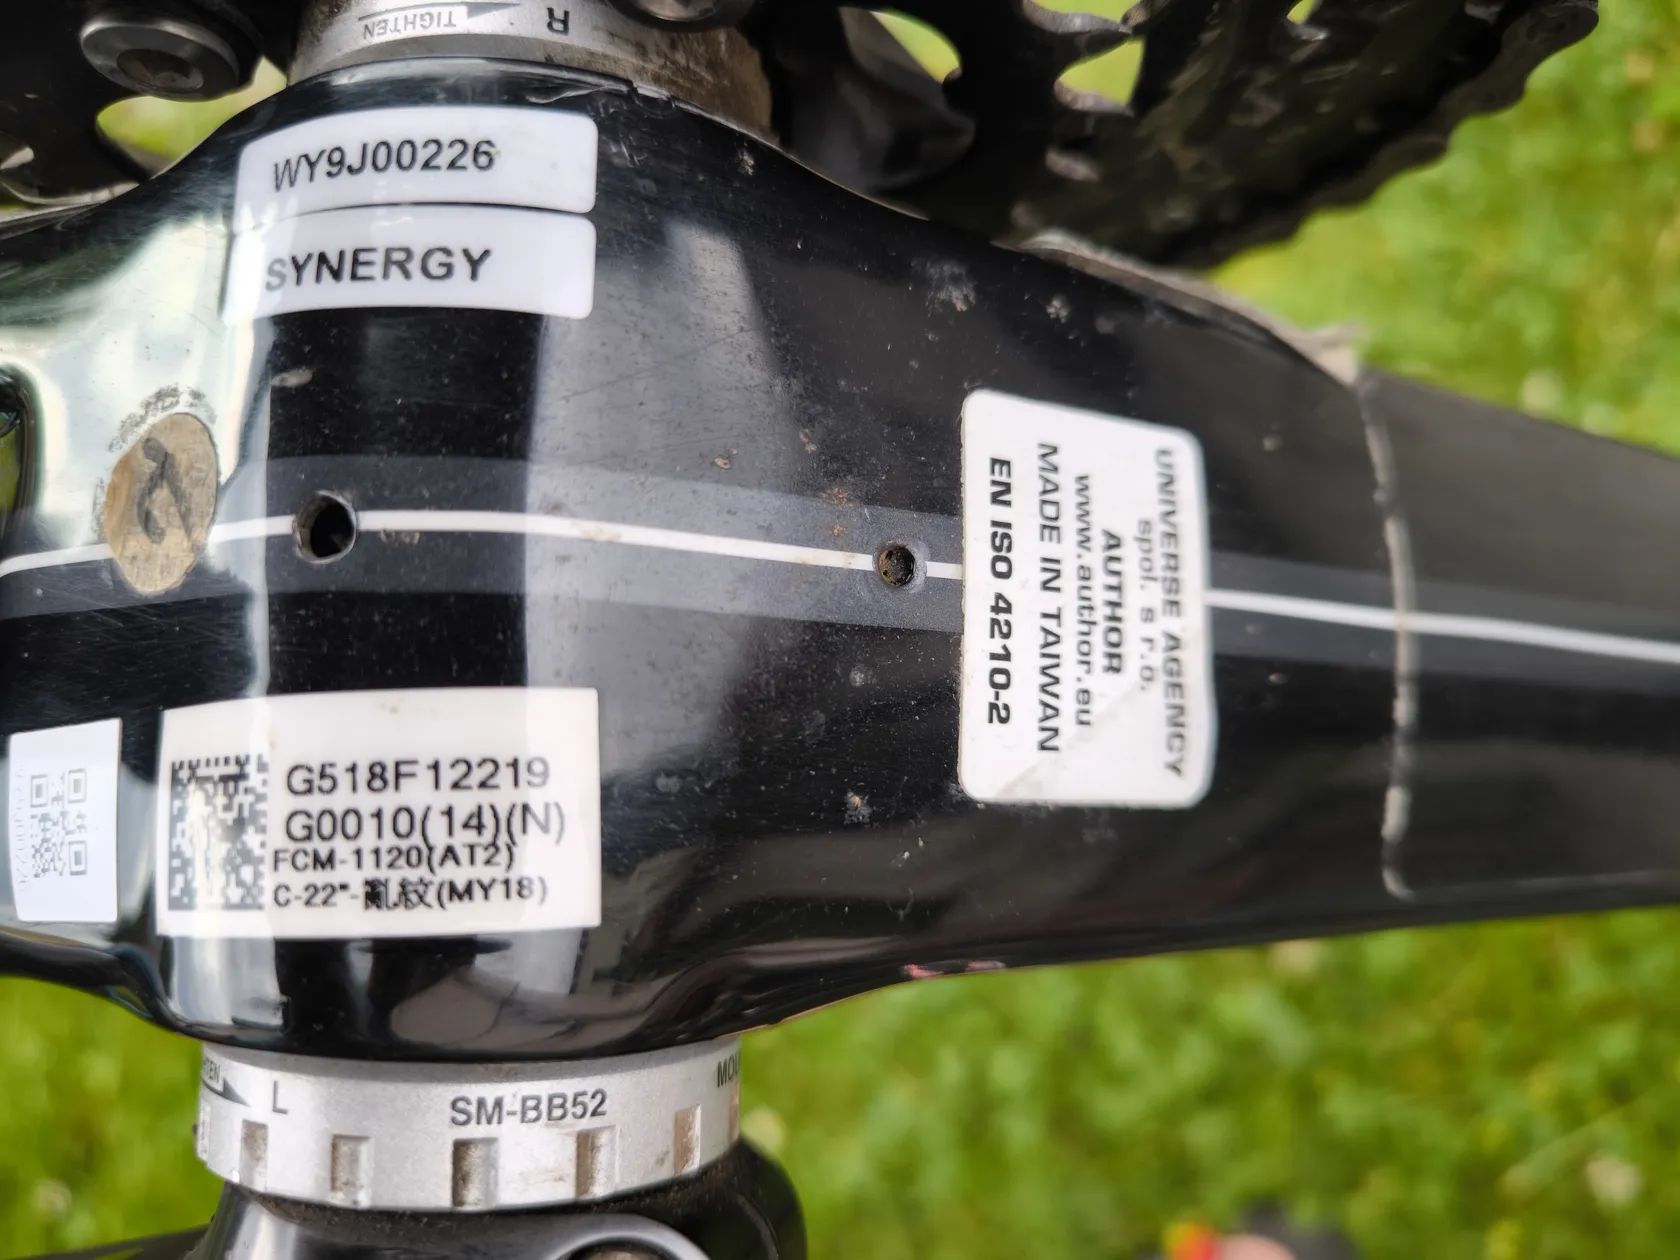 TIGHTEN
R
WY9J00226
SYNERGY
UNIVERSE AGENCY
spol. s r.o.
AUTHOR
www.author.eu
MADE IN TAIWAN
EN ISO 4210-2
G518F12219
G0010(14)(N)
FCM-1120(AT2)
C-22"-亂紋(MY18)
L
SM-BB52